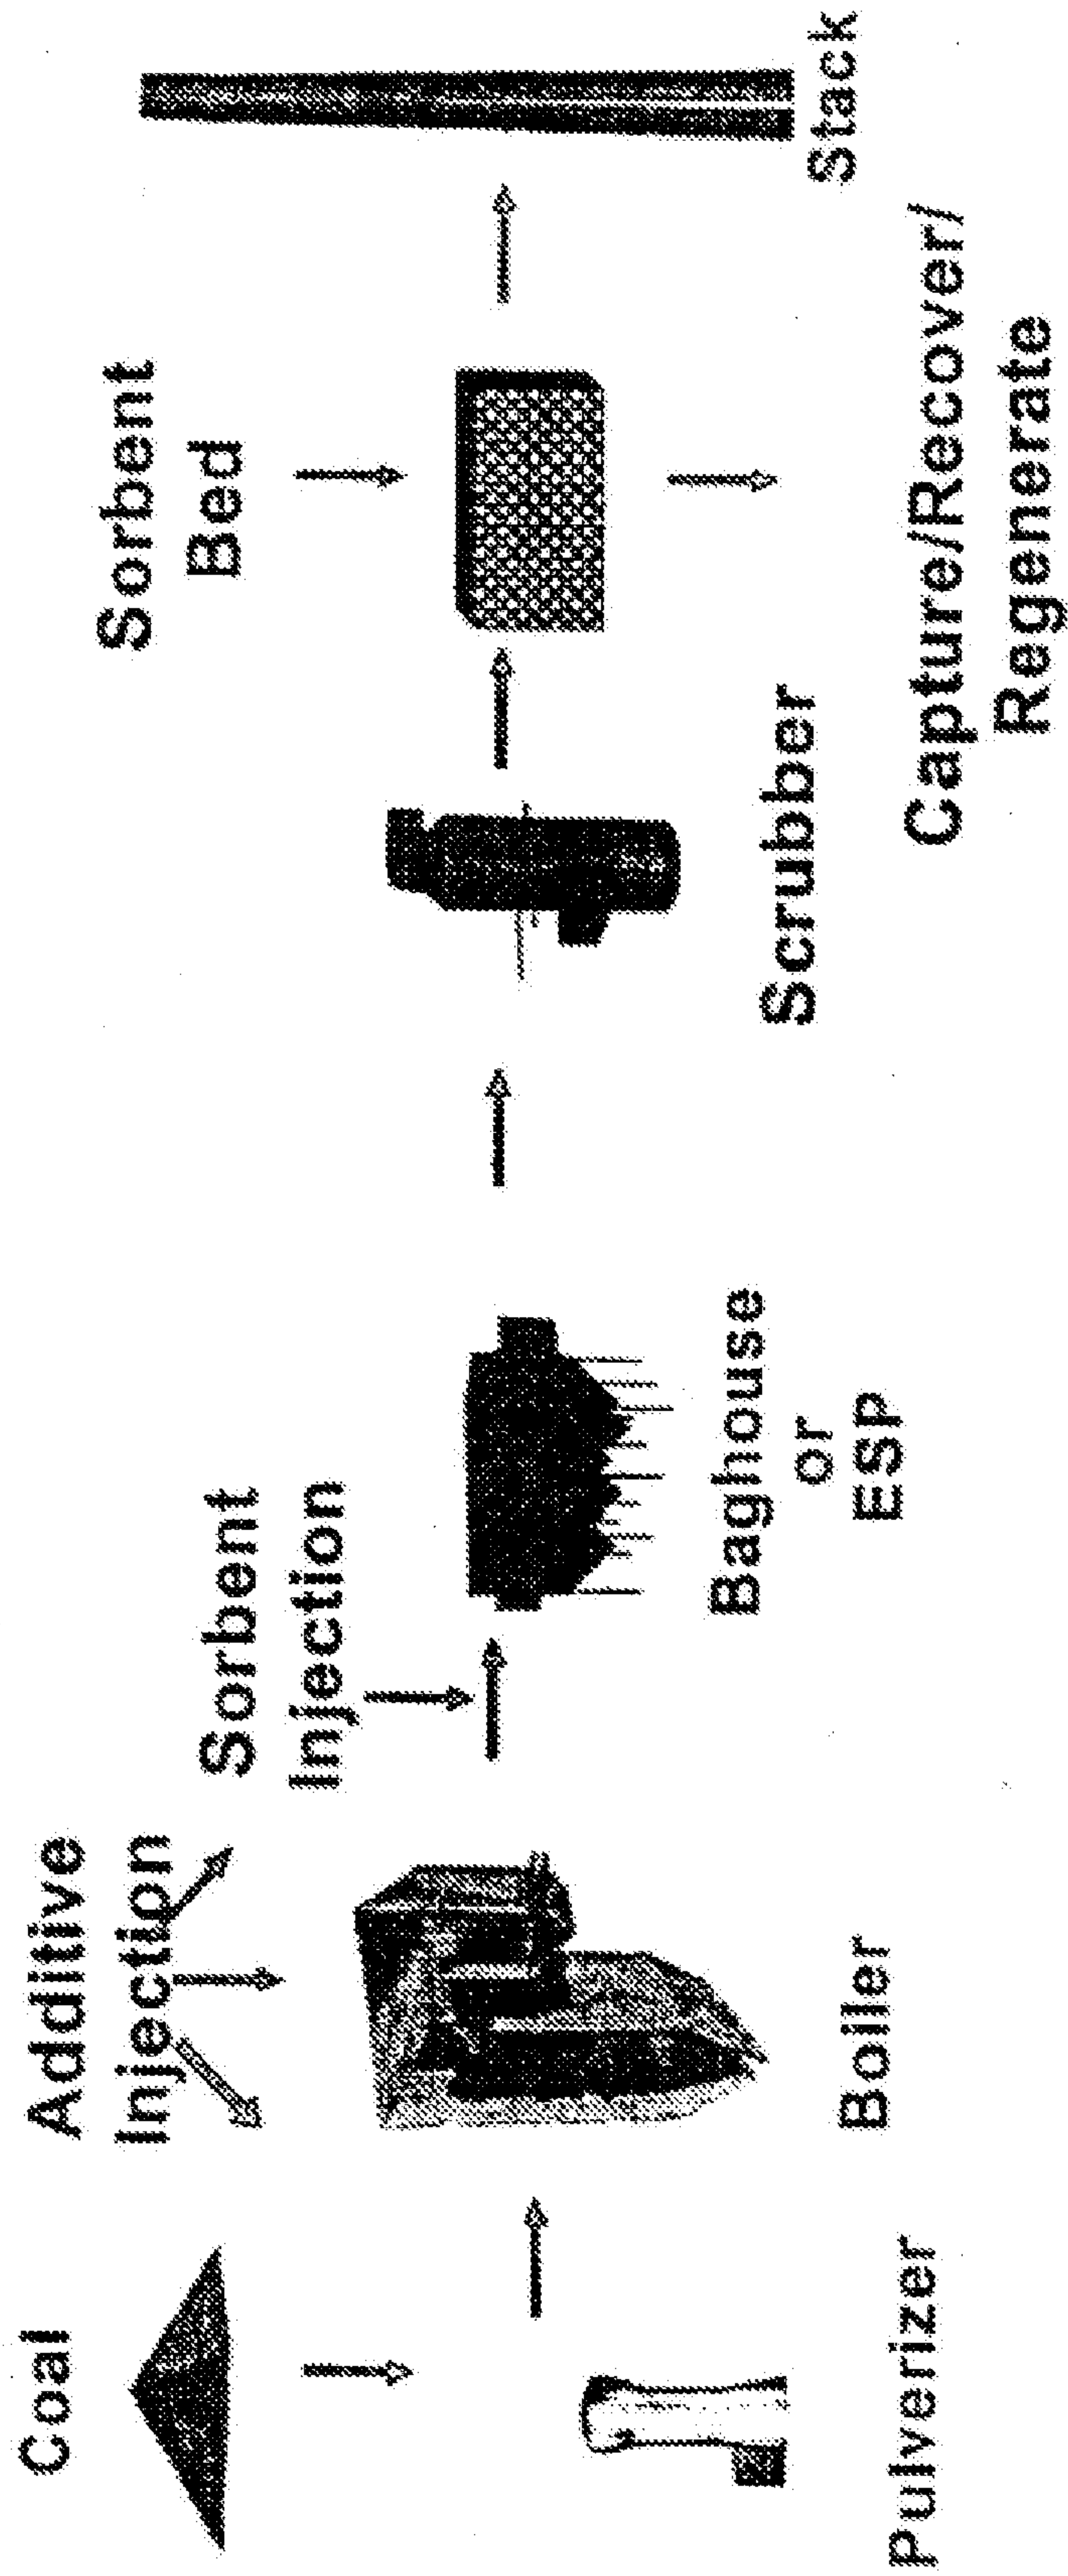 Coal
Additive
Injection
Sorbent
Injection
Sorbent
Bed
Pulverizer
Boiler
Baghouse
or
ESP
Scrubber
Capture/Recover/
Regenerate
Stack